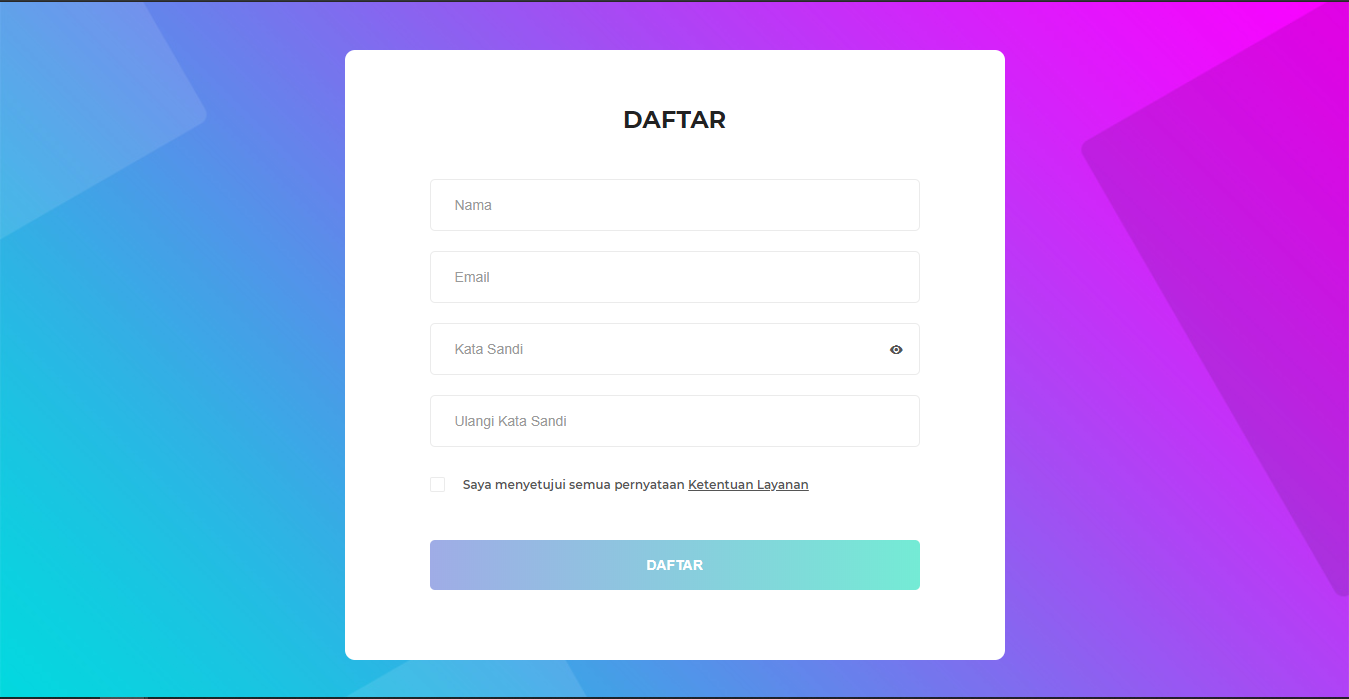 DAFTAR
Nama
Email
Kata Sandi
Ulangi Kata Sandi
Saya menyetujui semua pernyataan Ketentuan Layanan
DAFTAR